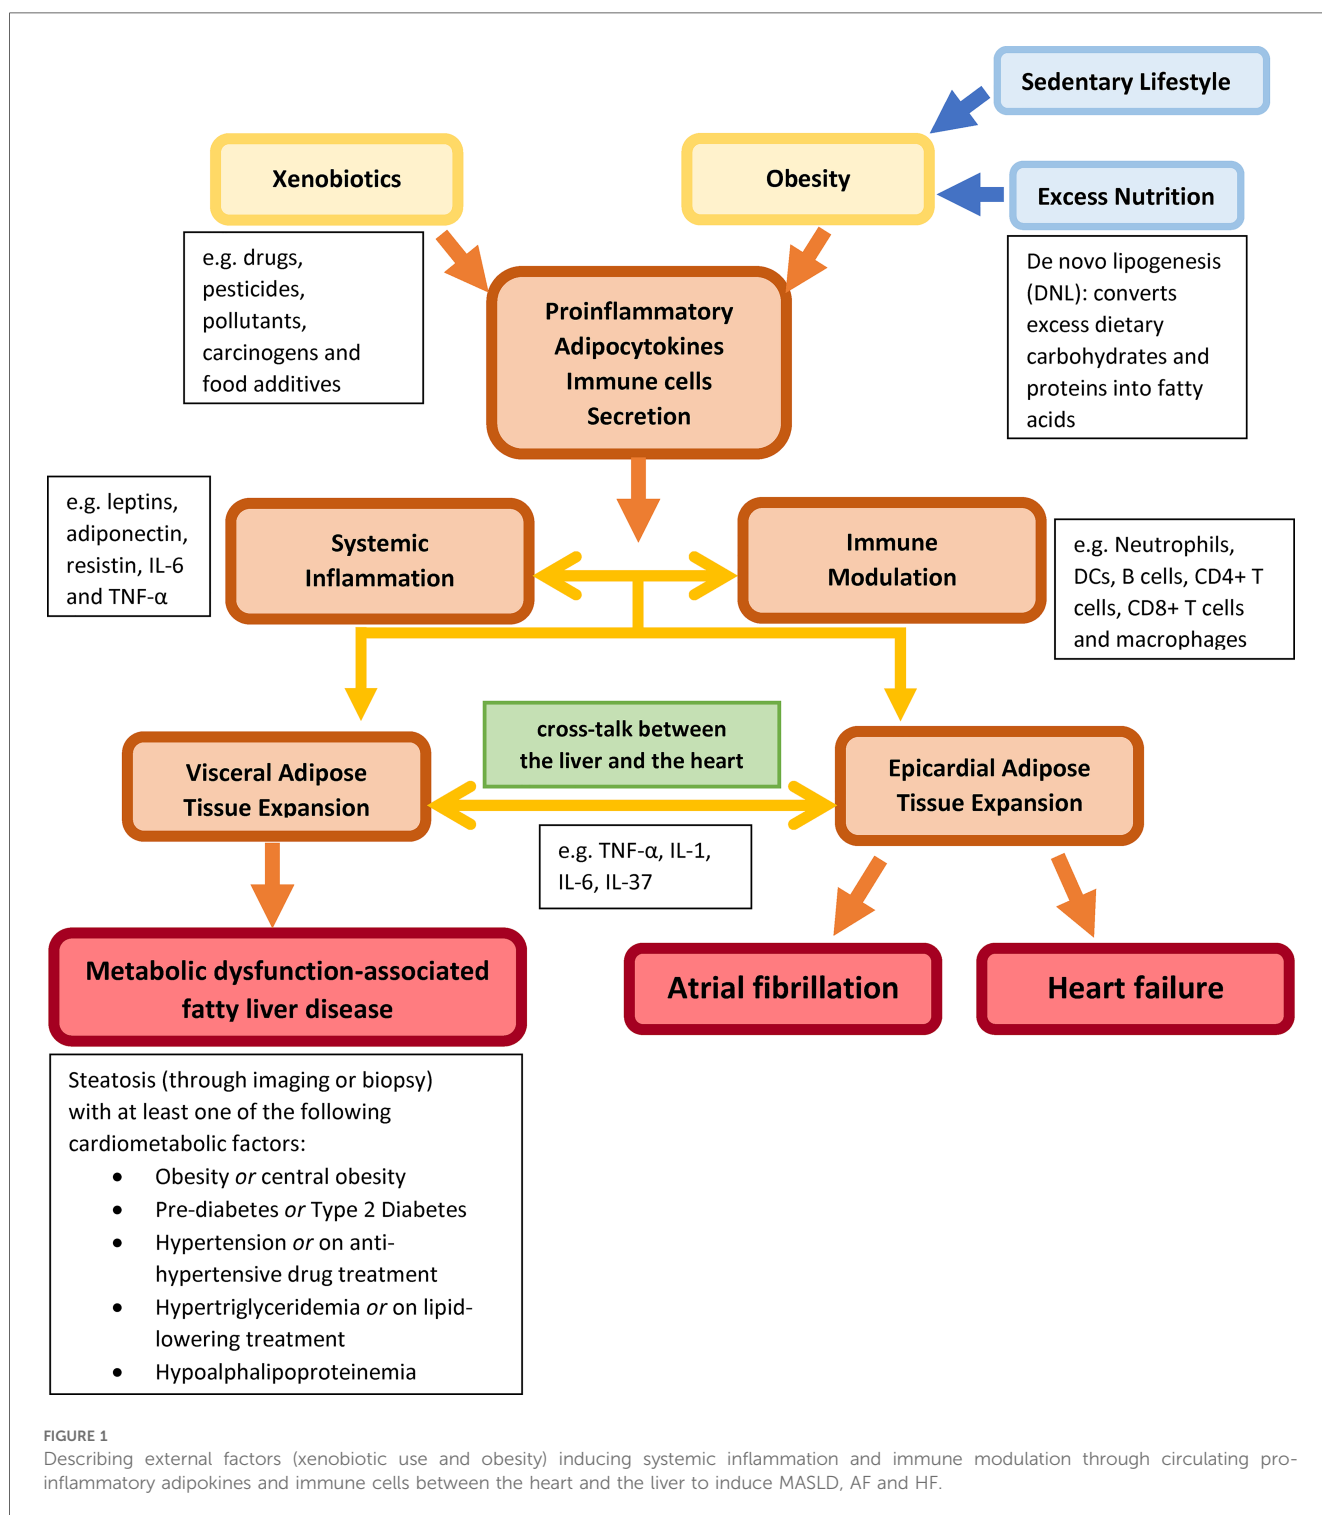 Sedentary Lifestyle
Xenobiotics
Obesity
Excess Nutrition
e.g. drugs,
pesticides,
pollutants,
carcinogens and
food additives
De novo lipogenesis
(DNL): converts
excess dietary
carbohydrates and
proteins into fatty
acids
Proinflammatory
Adipocytokines
Immune cells
Secretion
e.g. leptins,
adiponectin,
resistin, IL-6
and TNF-α
Systemic
Inflammation
Immune
Modulation
e.g. Neutrophils,
DCs, B cells, CD4+ T
cells, CD8+ T cells
and macrophages
cross-talk between
the liver and the heart
Visceral Adipose
Tissue Expansion
Epicardial Adipose
Tissue Expansion
e.g. TNF-α, IL-1,
IL-6, IL-37
Metabolic dysfunction-associated
fatty liver disease
Atrial fibrillation
Heart failure
Steatosis (through imaging or biopsy)
with at least one of the following
cardiometabolic factors:
• Obesity or central obesity
• Pre-diabetes or Type 2 Diabetes
• Hypertension or on anti-
hypertensive drug treatment
• Hypertriglyceridemia or on lipid-
lowering treatment
• Hypoalphalipoproteinemia
FIGURE 1
Describing external factors (xenobiotic use and obesity) inducing systemic inflammation and immune modulation through circulating pro-
inflammatory adipokines and immune cells between the heart and the liver to induce MASLD, AF and HF.